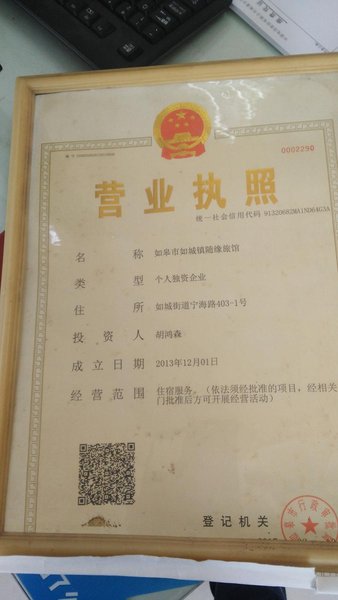 0002290
营业执照
统一社会信用代码 91320682MA1ND64G3A
名 称 如皋市如城镇随缘旅馆
类 型 个人独资企业
住 所 如城街道宁海路403-1号
投 资 人 胡鸿森
成 立 日 期 2013年12月01日
经 营 范 围 住宿服务。(依法须经批准的项目，经相关
门批准后方可开展经营活动)
登 记 机 关